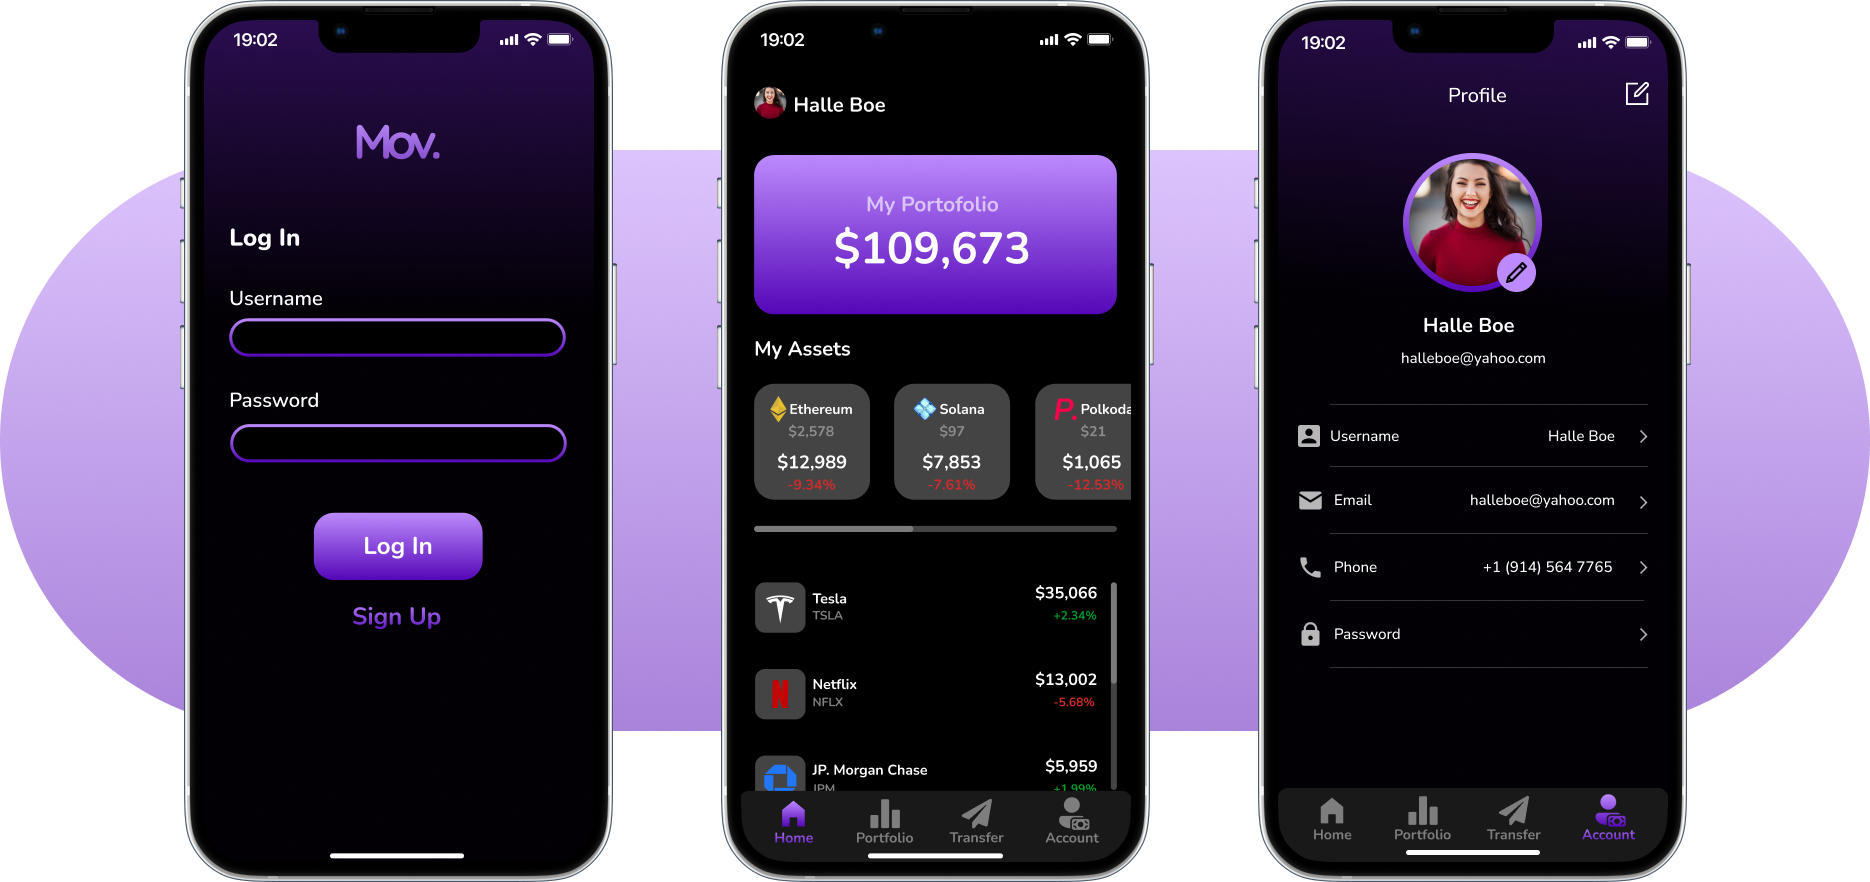 19:02
Mov.
Log In
Username
Password
Log In
Sign Up
19:02
Halle Boe
My Portofolio
$109,673
My Assets
Ethereum
$2,578
$12,989
-9.34%
Solana
$97
$7,853
-7.61%
P. Polkoda
$21
$1,065
-12.53%
Tesla
TSLA
$35,066
+2.34%
Netflix
NFLX
$13,002
-5.68%
JP. Morgan Chase
JPM
$5,959
+1.99%
Home
Portfolio
Transfer
Account
19:02
Profile
Halle Boe
halleboe@yahoo.com
Username Halle Boe
Email halleboe@yahoo.com
Phone +1 (914) 564 7765
Password
Home
Portfolio
Transfer
Account